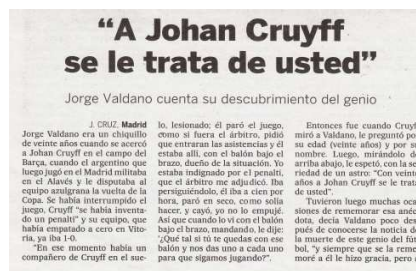 “A Johan Cruyff
se le trata de usted”
Jorge Valdano cuenta su descubrimiento del genio
J. CRUZ, Madrid
Jorge Valdano era un chiquillo
de veinte años cuando se acercó
a Johan Cruyff en el campo del
Barça, cuando el argentino que
luego jugó en el Madrid militaba
en el Alavés y le disputaba al
equipo azulgrana la vuelta de la
Copa. Se había interrumpido el
juego, Cruyff “se había inventa-
do un penalti” y su equipo, que
había empatado a cero en Vito-
ria, ya iba 1-0.
“En ese momento había un
compañero de Cruyff en el sue-
lo, lesionado; él paró el juego,
como si fuera el árbitro, pidió
que entraran las asistencias y él
estaba allí, con el balón bajo el
brazo, dueño de la situación. Yo
estaba indignado por el penalti,
que el árbitro me adjudicó. Iba
persiguiéndolo, él iba a cien por
hora, paró en seco, como solía
hacer, y cayó, yo no lo empujé.
Así que cuando lo vi con el balón
bajo el brazo, mandando, le dije:
‘¿Qué tal si tú te quedas con ese
balón y nos das uno a cada uno
para que sigamos jugando?’”.
Entonces fue cuando Cruyff
miró a Valdano, le preguntó por
su edad (veinte años) y por su
nombre. Luego, mirándolo de
arriba abajo, le espetó, con la se-
riedad de un astro: “Con veinte
años a Johan Cruyff se le trata
de usted”.
Tuvieron luego muchas oca-
siones de rememorar esa anéc-
dota, decía Valdano poco des-
pués de conocerse la noticia de
la muerte de este genio del fút-
bol, “y siempre que se la reme-
moré a él le hizo gracia, pero